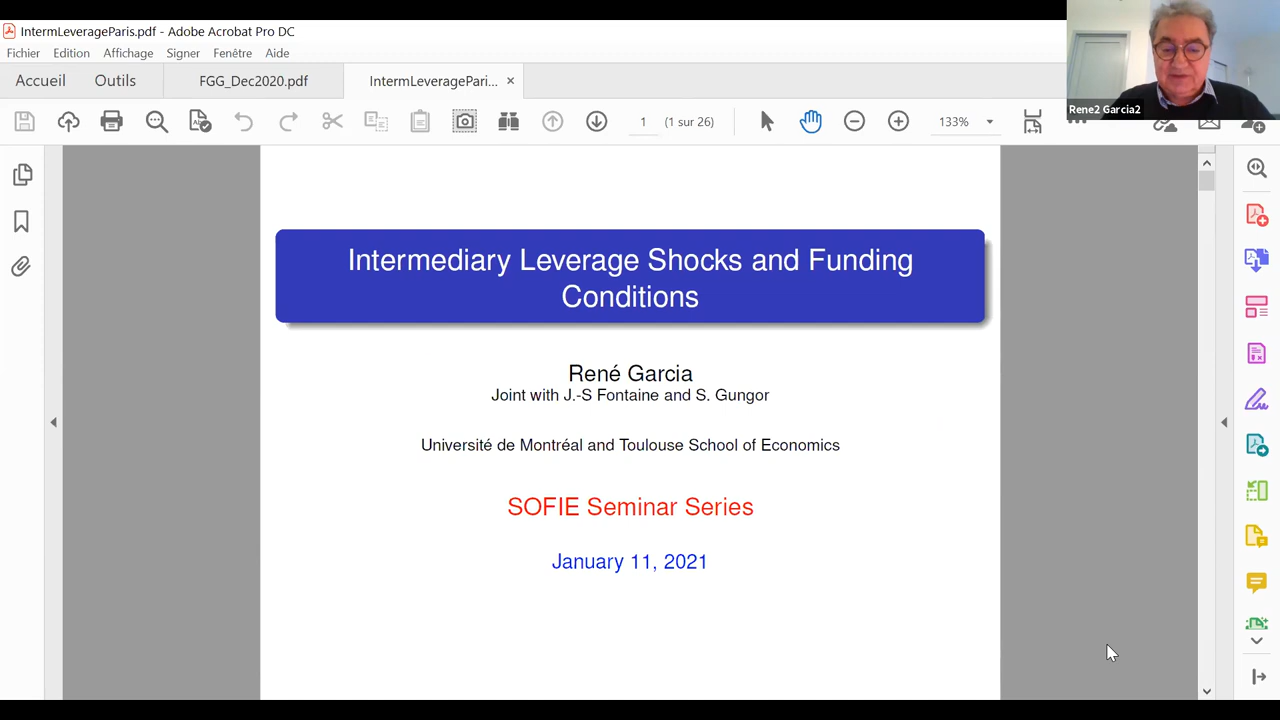 IntermLeverageParis.pdf - Adobe Acrobat Pro DC
Fichier Edition Affichage Signer Fenêtre Aide
Accueil Outils FGG_Dec2020.pdf IntermLeveragePari... ×
1 (1 sur 26) 133%
Rene2 Garcia2
Intermediary Leverage Shocks and Funding
Conditions
René Garcia
Joint with J.-S Fontaine and S. Gungor
Université de Montréal and Toulouse School of Economics
SOFIE Seminar Series
January 11, 2021